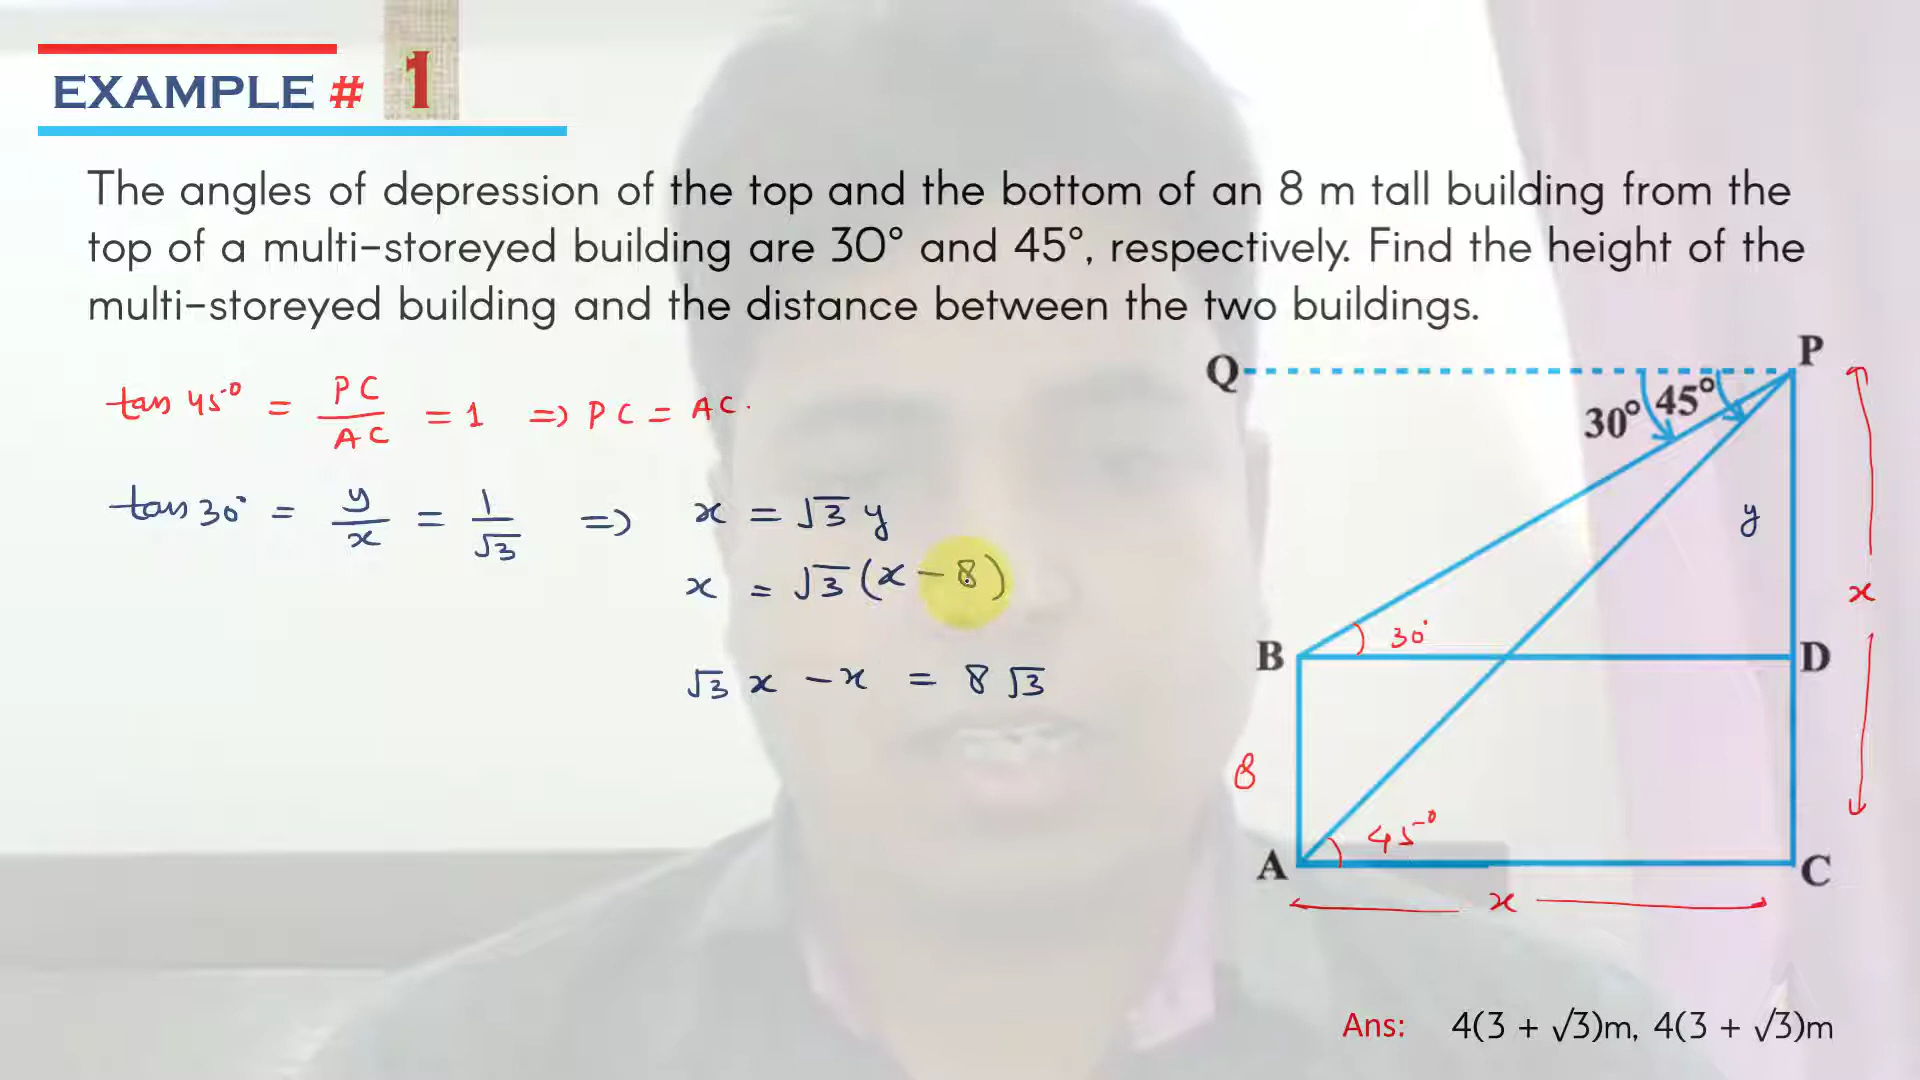 EXAMPLE # 1
The angles of depression of the top and the bottom of an 8 m tall building from the
top of a multi-storeyed building are 30° and 45°, respectively. Find the height of the
multi-storeyed building and the distance between the two buildings.
tan 45° = PC/AC = 1 => PC = AC.
tan 30° = y/x = 1/√3 => x = √3 y
x = √3 (x - 8)
√3 x - x = 8 √3
Q P
30° 45°
y
x
B 30° D
8
45°
A C
x
Ans: 4(3 + √3)m, 4(3 + √3)m